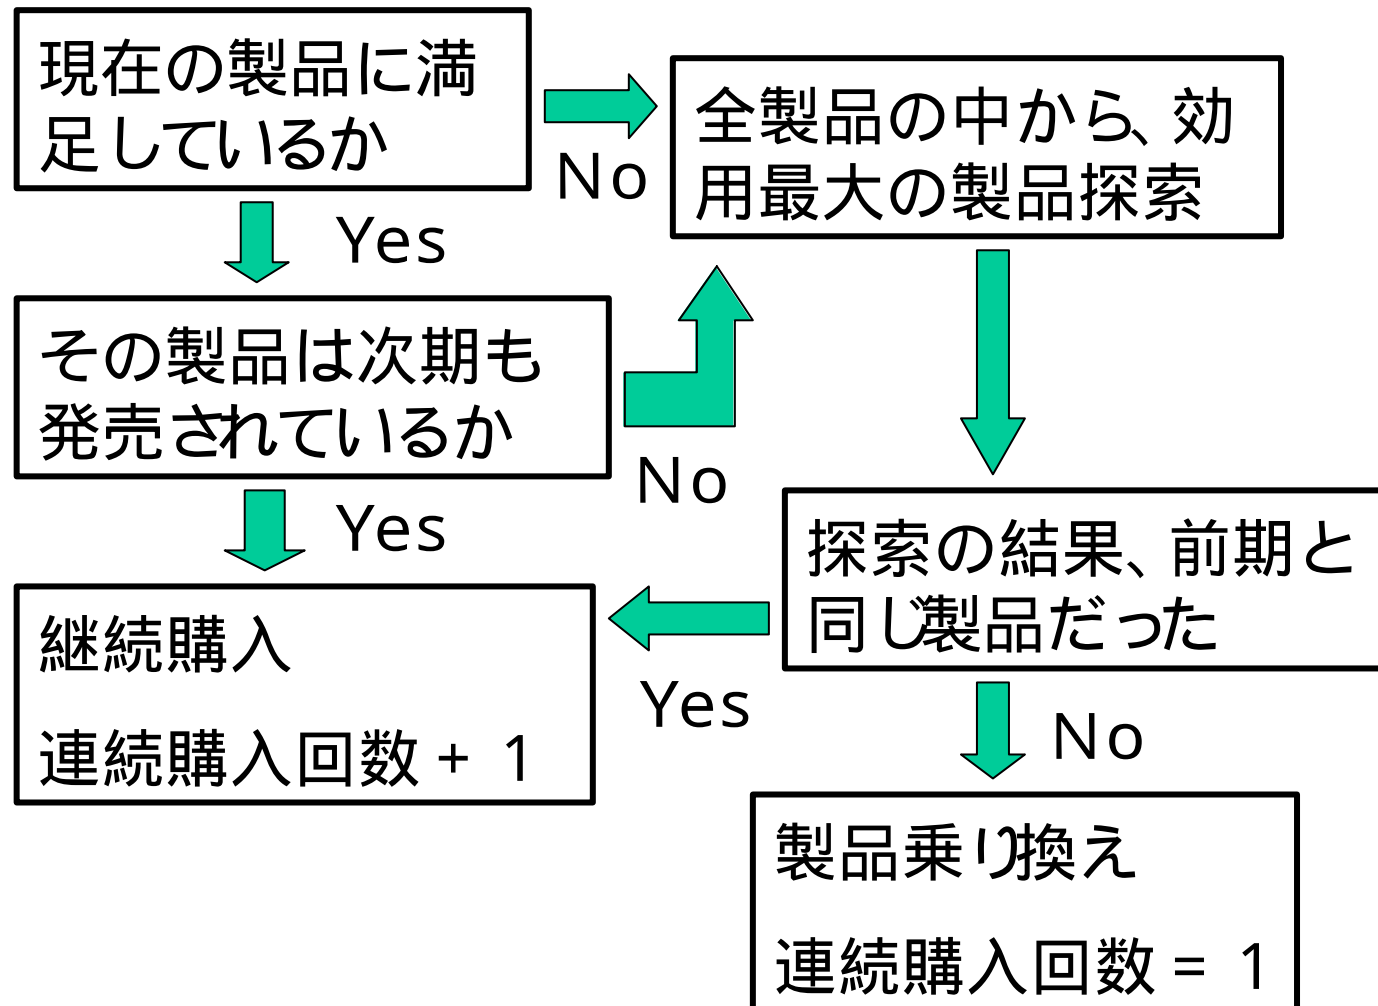 現在の製品に満
足しているか
No
全製品の中から、効
用最大の製品探索
Yes
その製品は次期も
発売されているか
No
Yes
探索の結果、前期と
同じ製品だった
継続購入
連続購入回数 + 1
Yes
No
製品乗り換え
連続購入回数 = 1